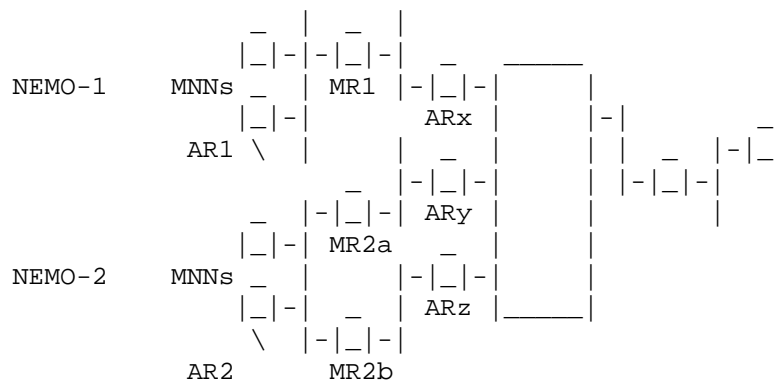 NEMO-1 MNNs MR1
ARx
AR1
ARy
MR2a
NEMO-2 MNNs
ARz
AR2 MR2b